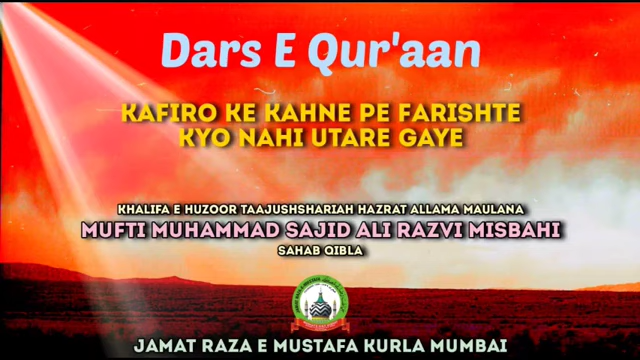 Dars E Qur'aan
KAFIRO KE KAHNE PE FARISHTE
KYO NAHI UTARE GAYE
KHALIFA E HUZOOR TAAJUSHSHARIAH HAZRAT ALLAMA MAULANA
MUFTI MUHAMMAD SAJID ALI RAZVI MISBAHI
SAHAB QIBLA
JAMAT RAZA E MUSTAFA KURLA MUMBAI